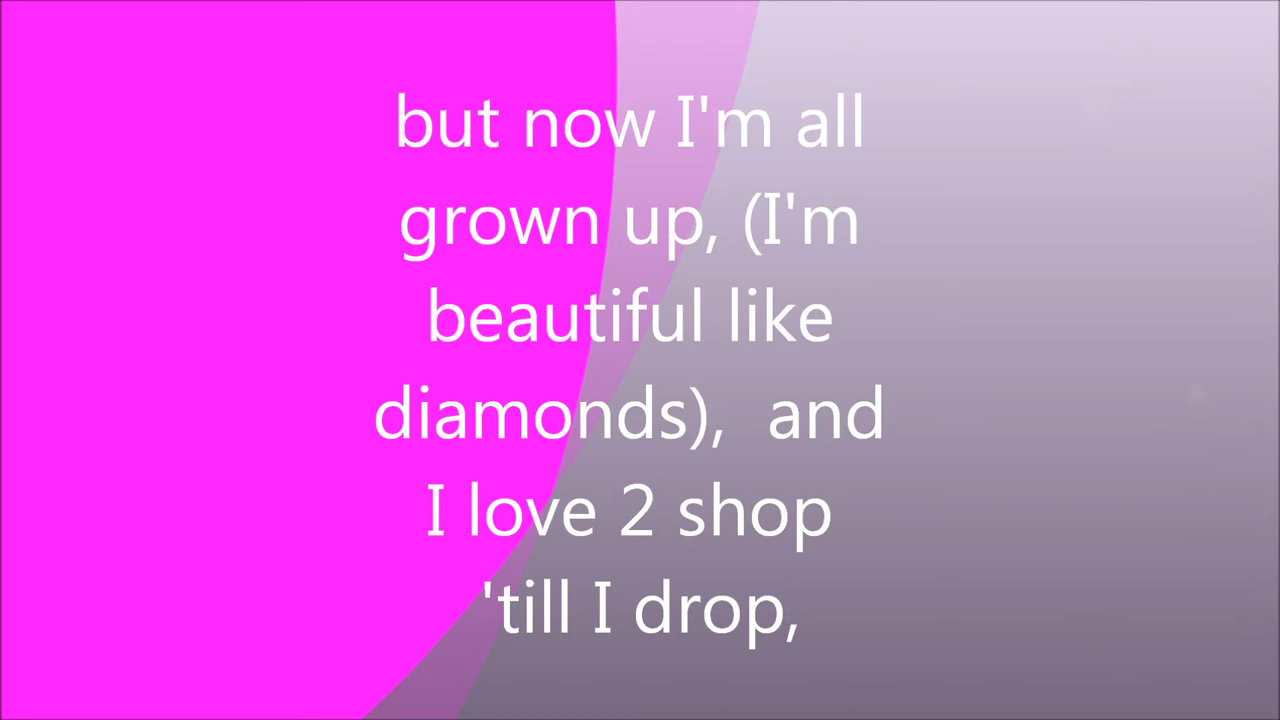 but now I'm all
grown up, (I'm
beautiful like
diamonds),  and
I love 2 shop
'till I drop,